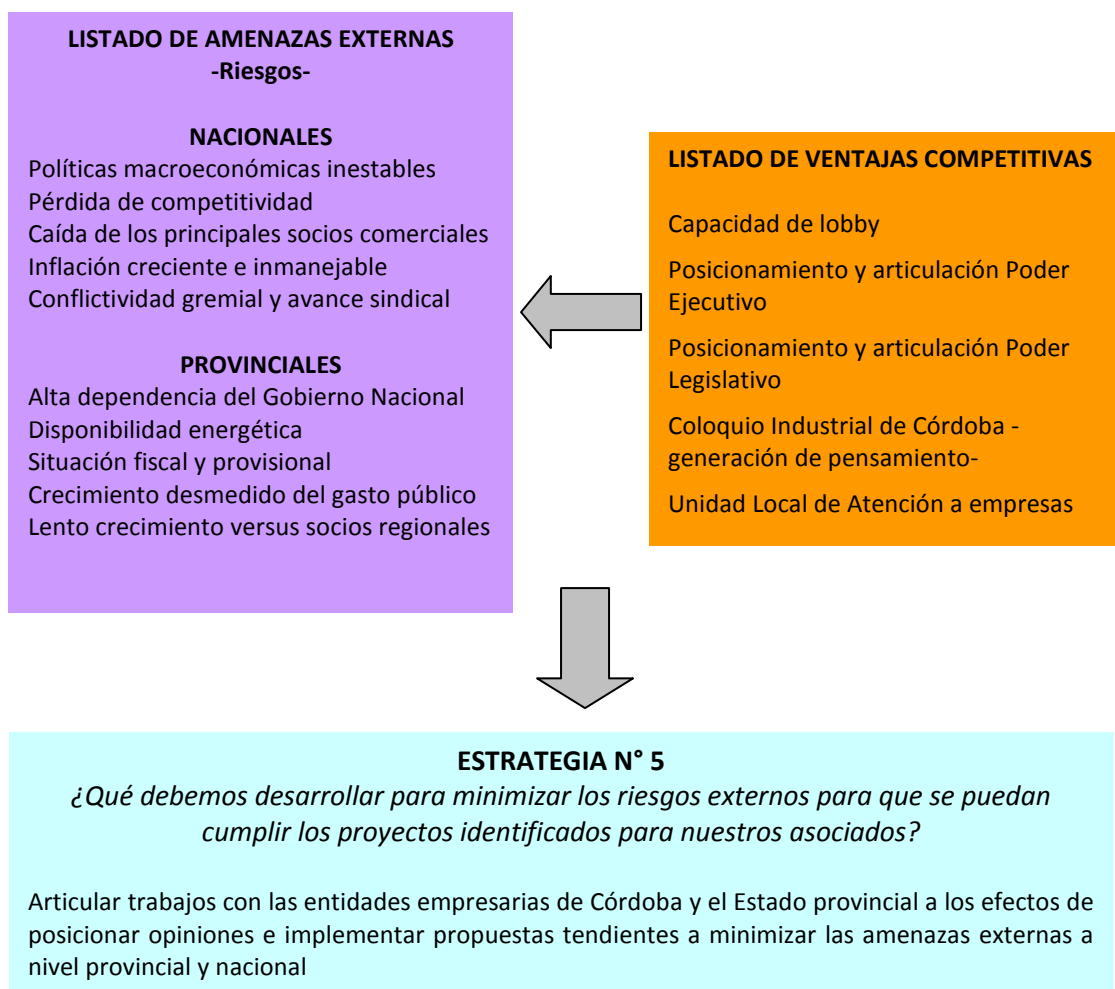 LISTADO DE AMENAZAS EXTERNAS
-Riesgos-
NACIONALES
Políticas macroeconómicas inestables
Pérdida de competitividad
Caída de los principales socios comerciales
Inflación creciente e inmanejable
Conflictividad gremial y avance sindical
PROVINCIALES
Alta dependencia del Gobierno Nacional
Disponibilidad energética
Situación fiscal y provisional
Crecimiento desmedido del gasto público
Lento crecimiento versus socios regionales
LISTADO DE VENTAJAS COMPETITIVAS
Capacidad de lobby
Posicionamiento y articulación Poder
Ejecutivo
Posicionamiento y articulación Poder
Legislativo
Coloquio Industrial de Córdoba -
generación de pensamiento-
Unidad Local de Atención a empresas
ESTRATEGIA N° 5
¿Qué debemos desarrollar para minimizar los riesgos externos para que se puedan
cumplir los proyectos identificados para nuestros asociados?
Articular trabajos con las entidades empresarias de Córdoba y el Estado provincial a los efectos de
posicionar opiniones e implementar propuestas tendientes a minimizar las amenazas externas a
nivel provincial y nacional